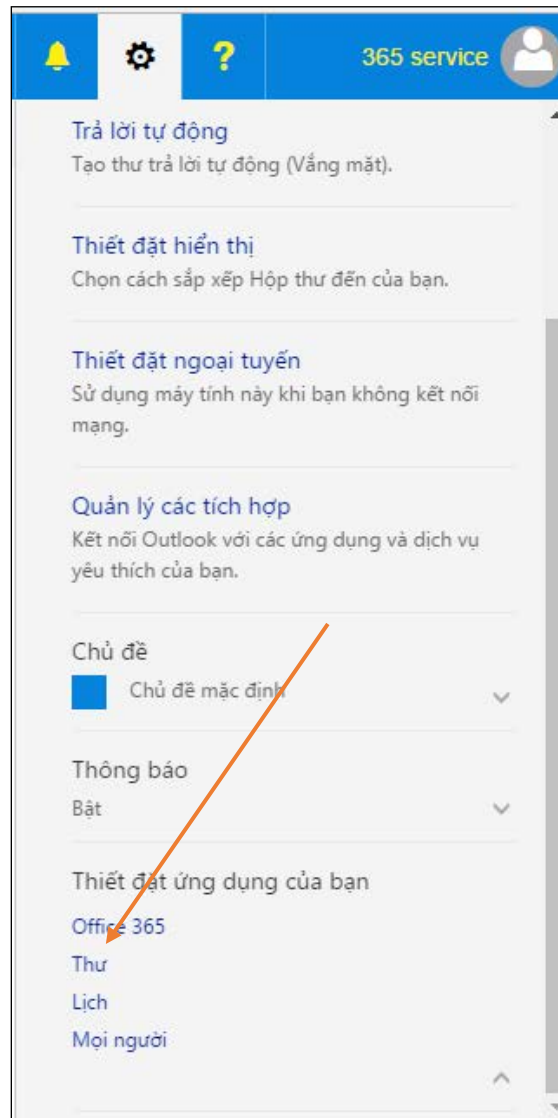 ? 365 service
Trả lời tự động
Tạo thư trả lời tự động (Vắng mặt).
Thiết đặt hiển thị
Chọn cách sắp xếp Hộp thư đến của bạn.
Thiết đặt ngoại tuyến
Sử dụng máy tính này khi bạn không kết nối
mạng.
Quản lý các tích hợp
Kết nối Outlook với các ứng dụng và dịch vụ
yêu thích của bạn.
Chủ đề
Chủ đề mặc định
Thông báo
Bật
Thiết đặt ứng dụng của bạn
Office 365
Thư
Lịch
Mọi người